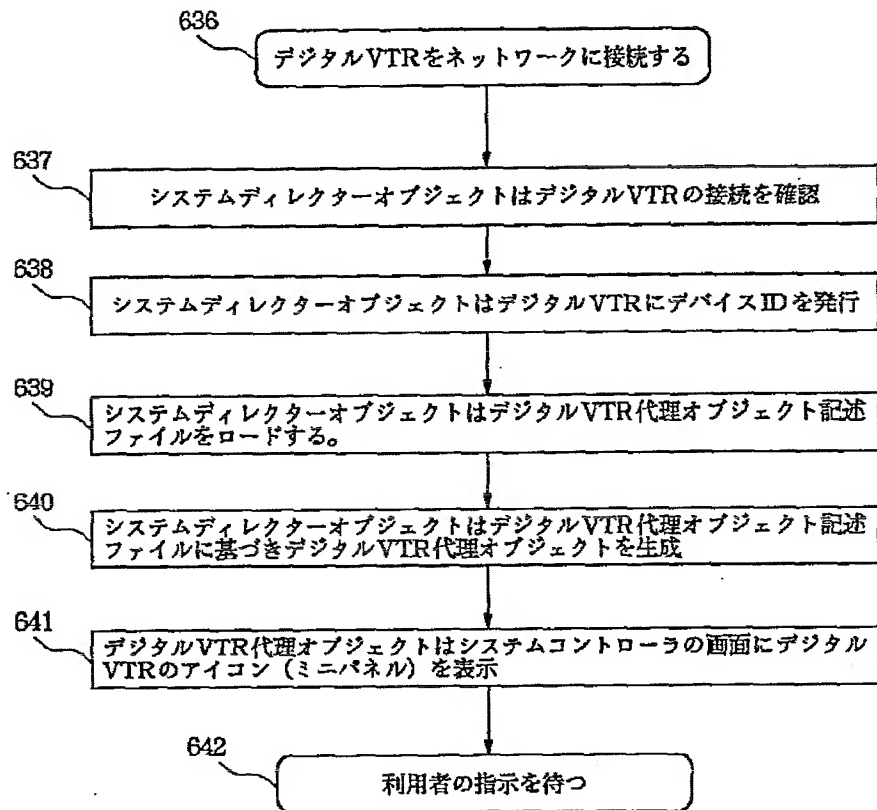 636
デジタルVTRをネットワークに接続する
637
システムディレクターオブジェクトはデジタルVTRの接続を確認
638
システムディレクターオブジェクトはデジタルVTRにデバイスIDを発行
639
システムディレクターオブジェクトはデジタルVTR代理オブジェクト記述
ファイルをロードする。
640
システムディレクターオブジェクトはデジタルVTR代理オブジェクト記述
ファイルに基づきデジタルVTR代理オブジェクトを生成
641
デジタルVTR代理オブジェクトはシステムコントローラの画面にデジタル
VTRのアイコン（ミニパネル）を表示
642
利用者の指示を待つ